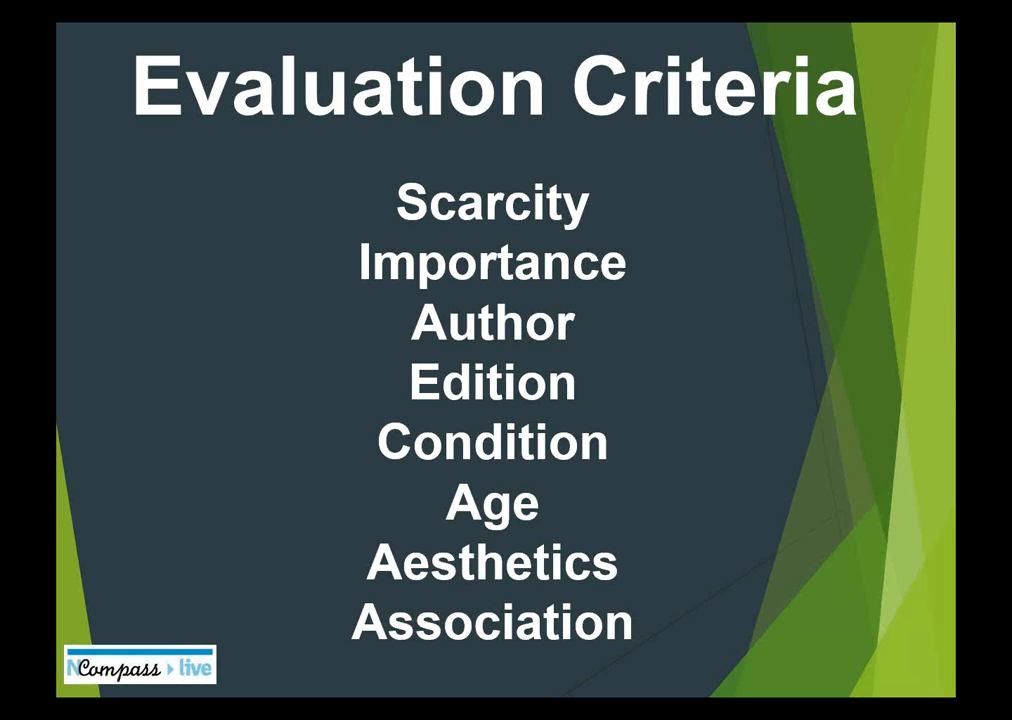 Evaluation Criteria
Scarcity
Importance
Author
Edition
Condition
Age
Aesthetics
Association
NCompass live